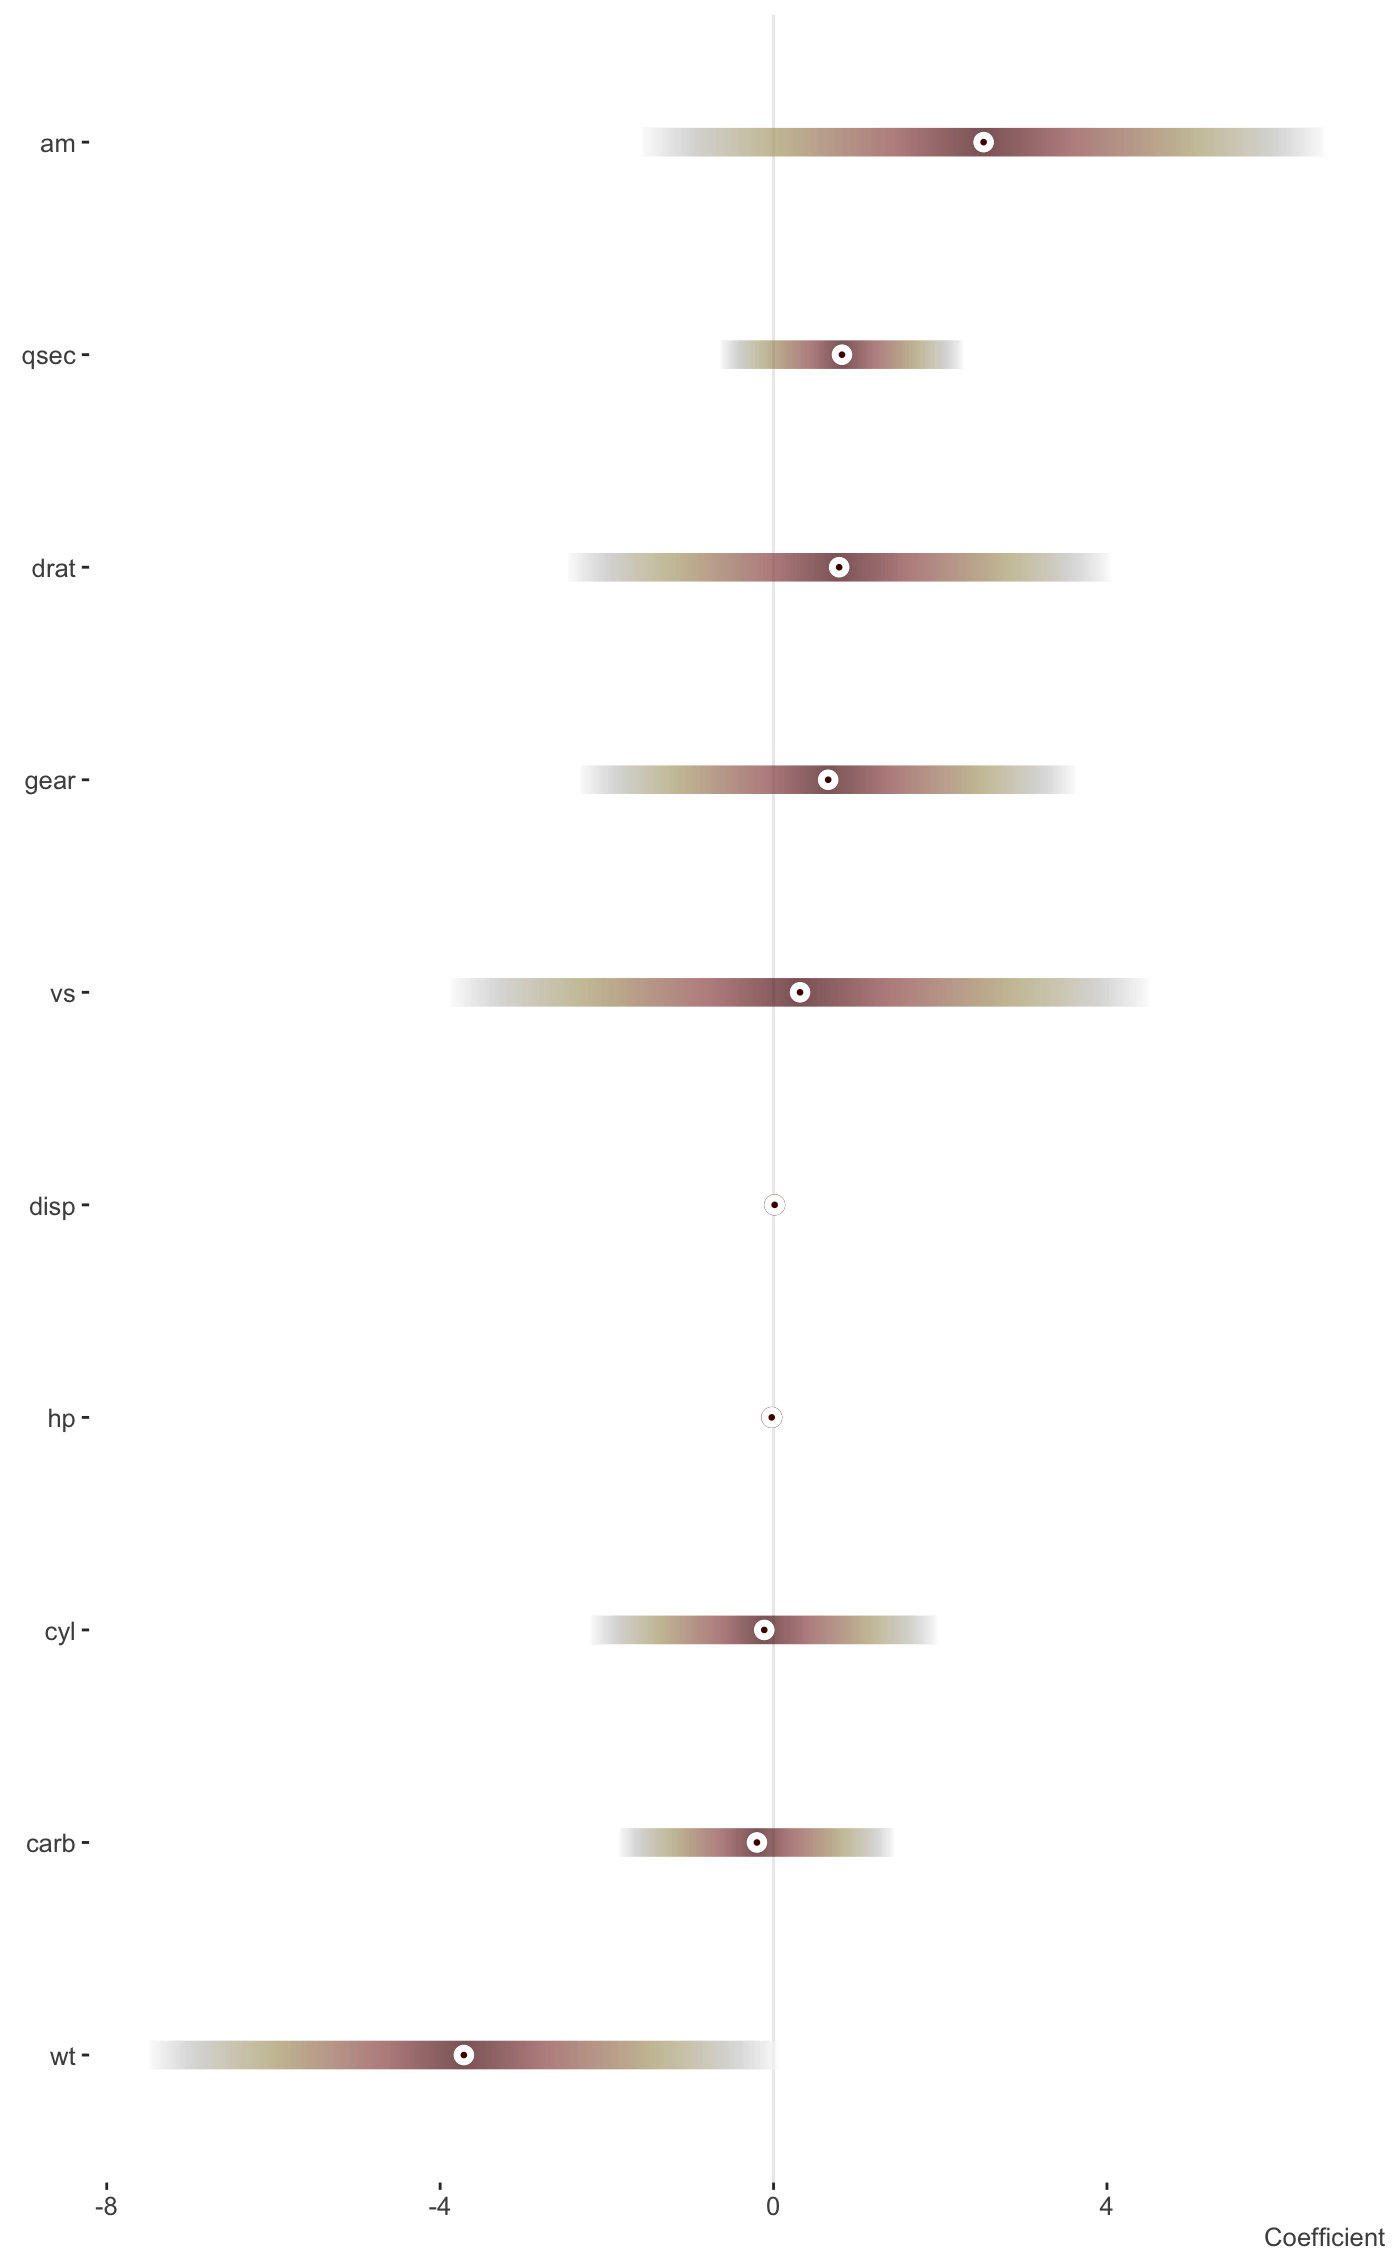 am
qsec
drat
gear
vs
disp
hp
cyl
carb
wt
-8 -4 0 4
Coefficient